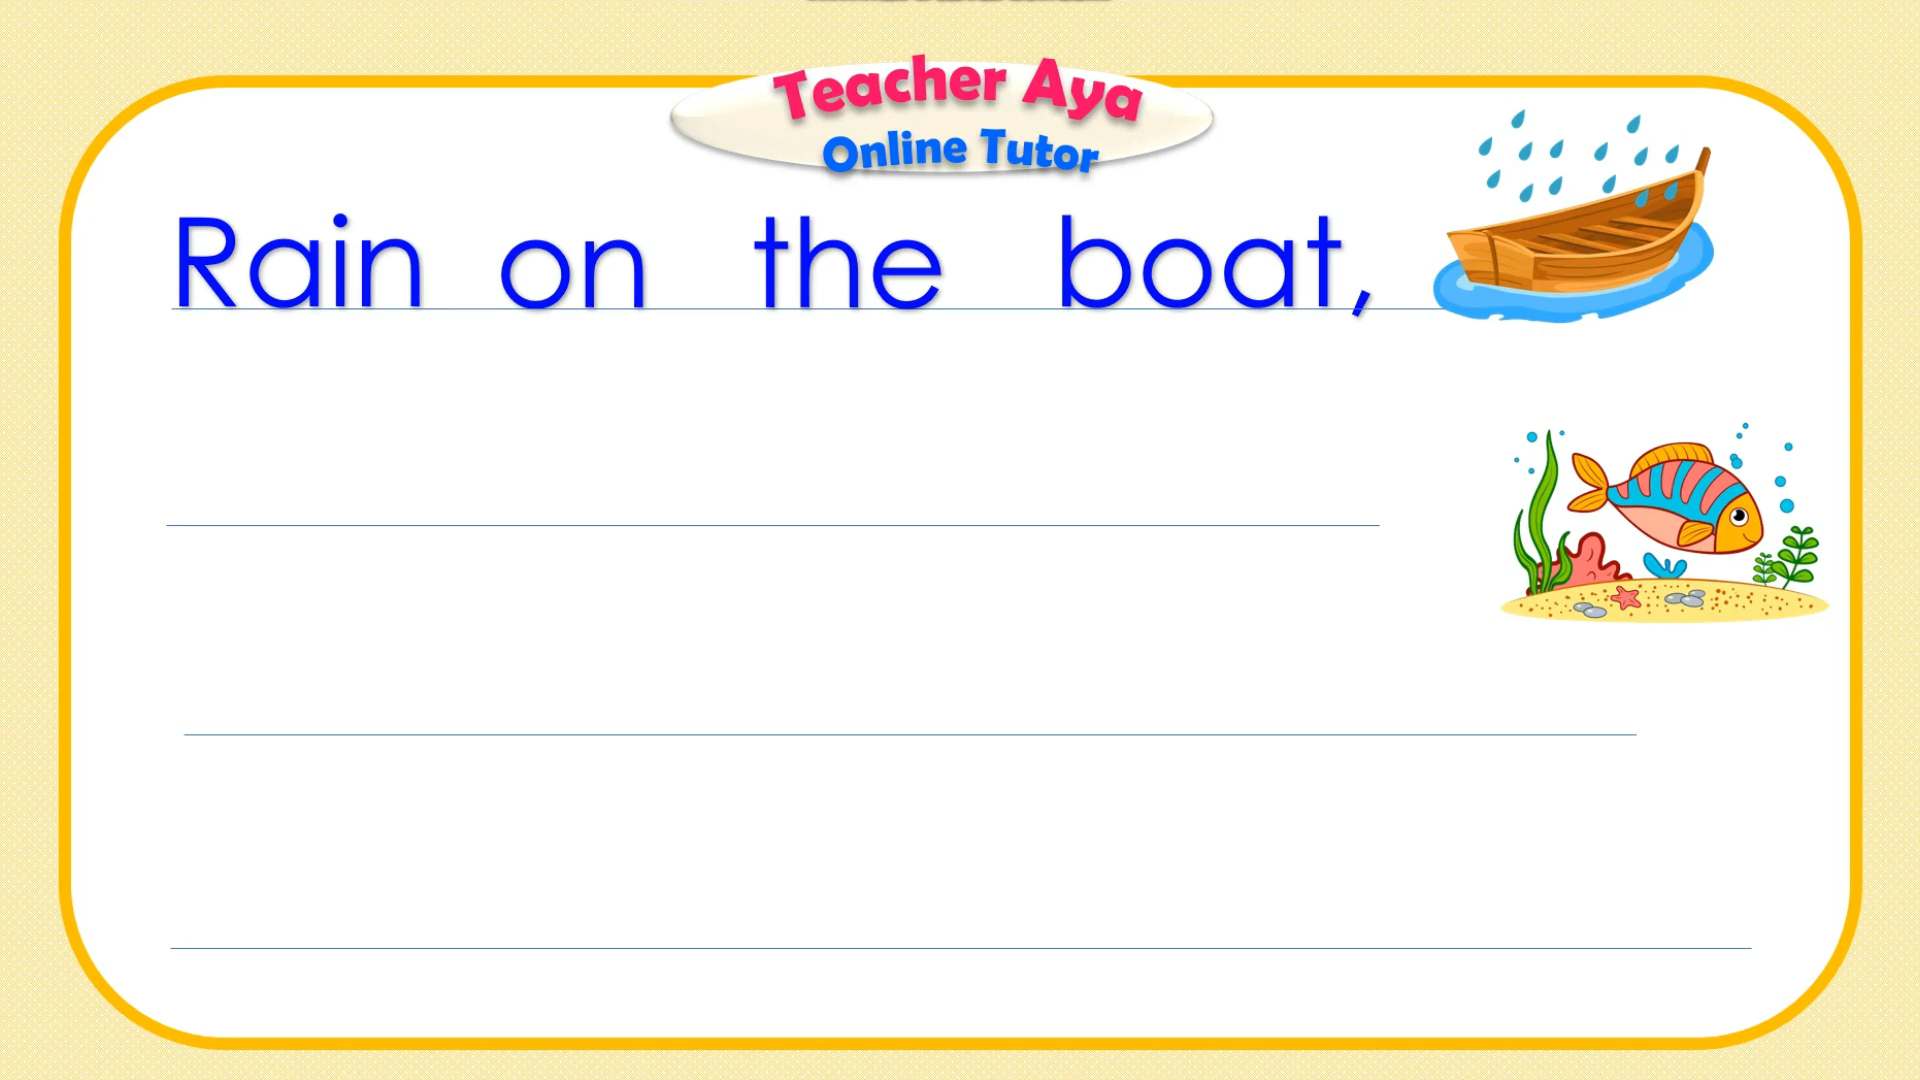 Teacher Aya
Online Tutor
Rain on the boat,